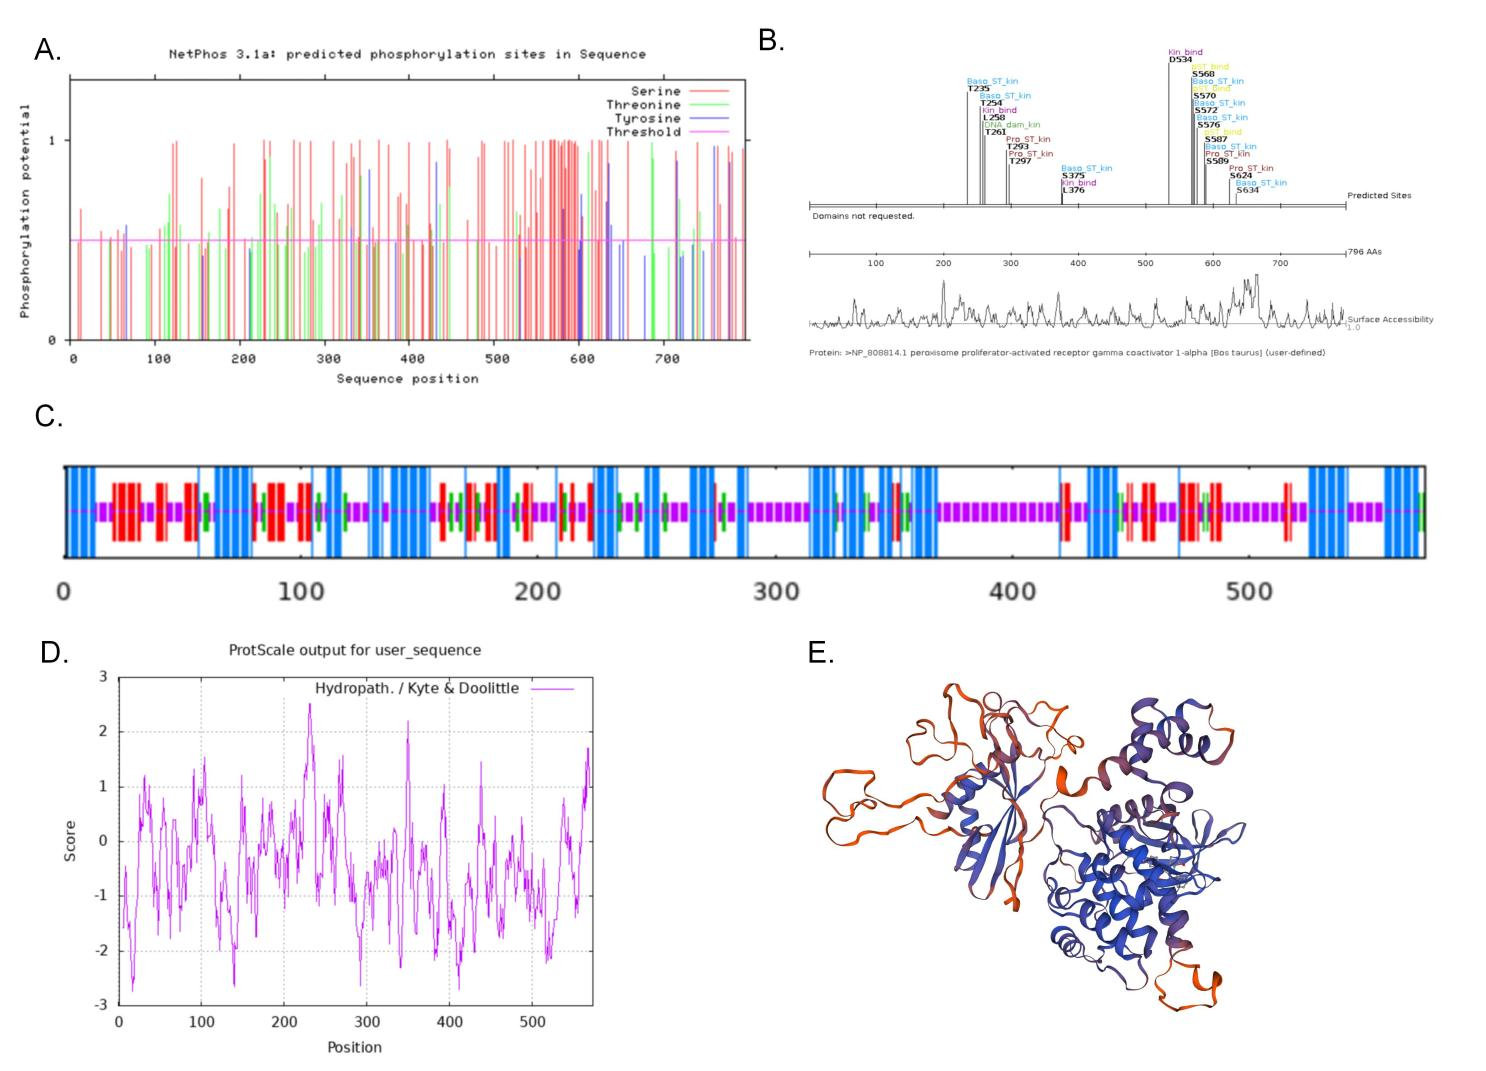 A.
NetPhos 3.1a: predicted phosphorylation sites in Sequence
Phosphorylation potential
Serine
Threonine
Tyrosine
Threshold
1
0
0 100 200 300 400 500 600 700
Sequence position
B.
Kin_bind
D534
pST_bind
S568
Baso_ST_kin
Baso_ST_kin
T235
pST_bind
S570
Baso_ST_kin
T254
Baso_ST_kin
S572
Kin_bind
L258
Baso_ST_kin
S576
DNA_dam_kin
T261
pST_bind
S587
Pro_ST_kin
T293
Baso_ST_kin
Pro_ST_kin
T297
Pro_ST_kin
S589
Baso_ST_kin
S375
Pro_ST_kin
S624
Kin_bind
L376
Baso_ST_kin
S634
Predicted Sites
Domains not requested.
796 AAs
100 200 300 400 500 600 700
Surface Accessibility
1.0
Protein: >NP_808814.1 peroxisome proliferator-activated receptor gamma coactivator 1-alpha [Bos taurus] (user-defined)
C.
0 100 200 300 400 500
D.
ProtScale output for user_sequence
Hydropath. / Kyte & Doolittle
Score
3
2
1
0
-1
-2
-3
0 100 200 300 400 500
Position
E.